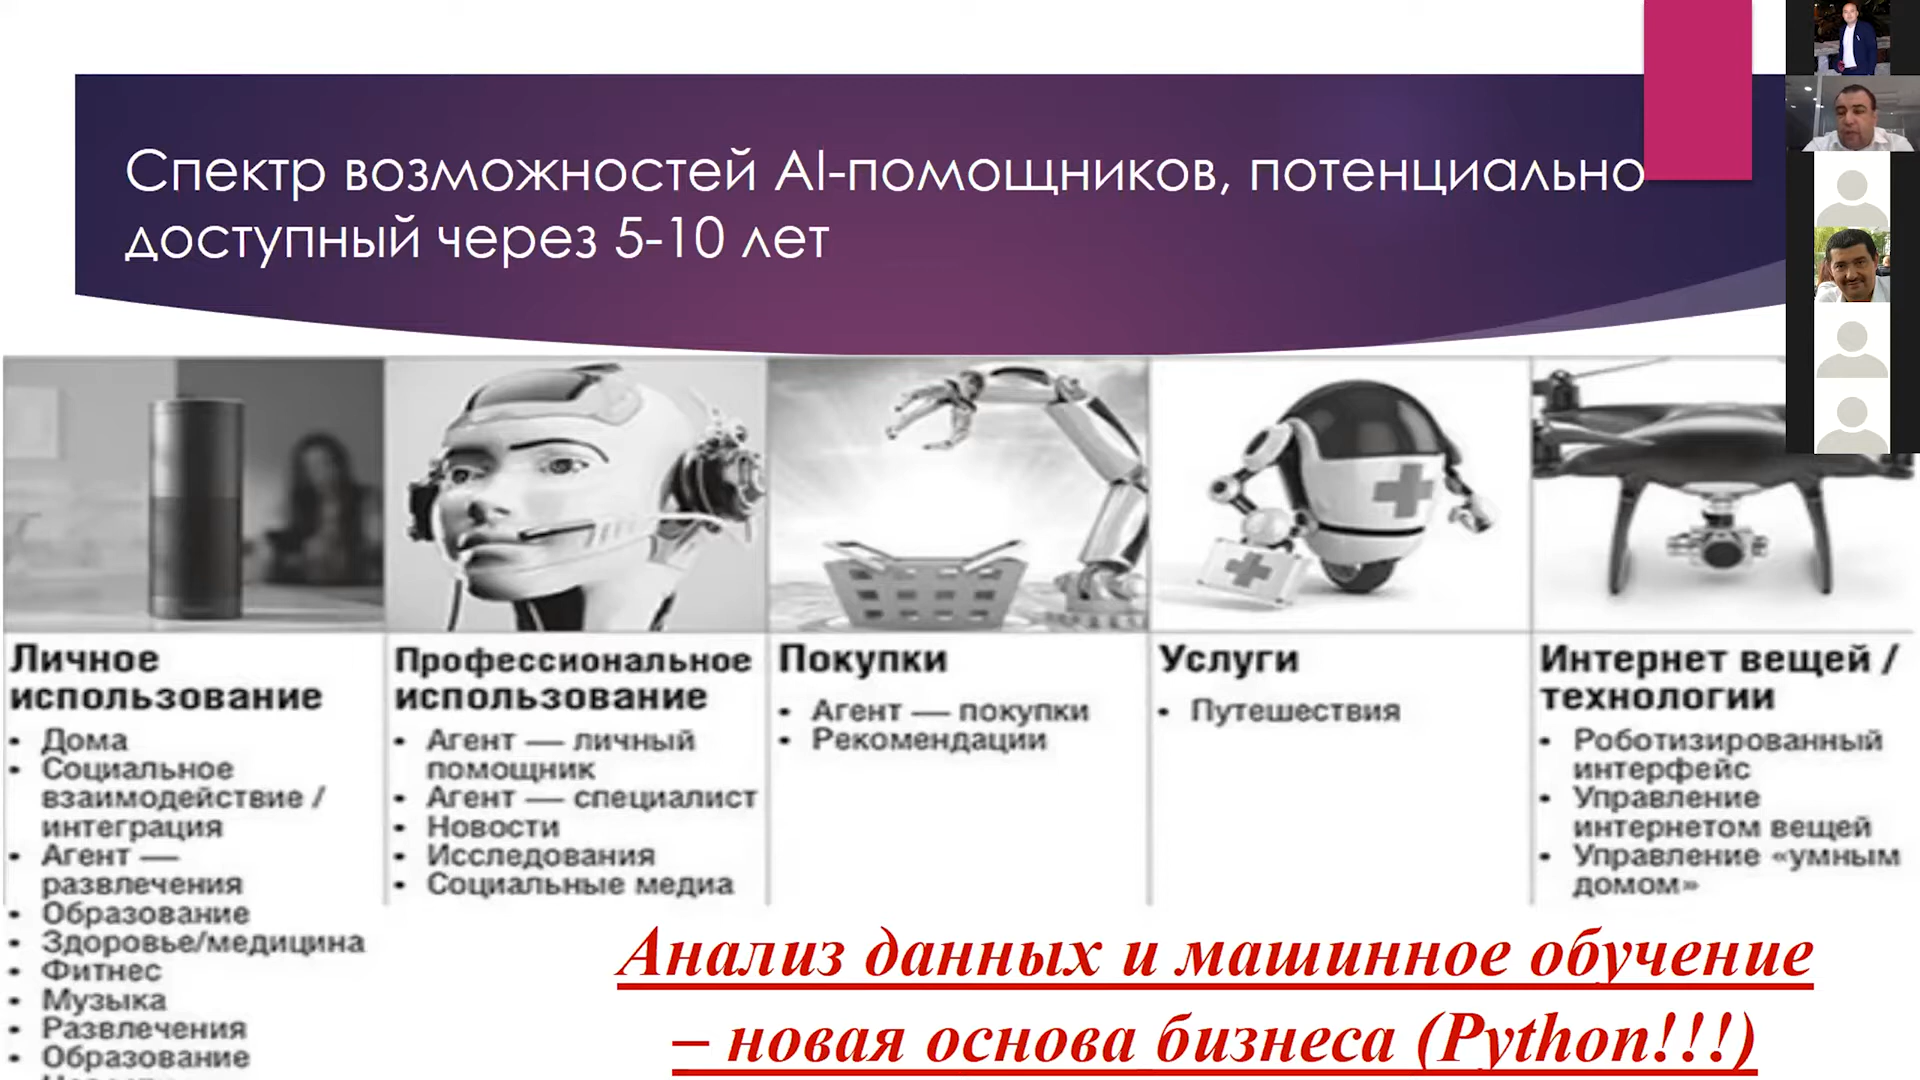 Спектр возможностей AI-помощников, потенциально
доступный через 5-10 лет
Личное
использование
• Дома
• Социальное
взаимодействие /
интеграция
• Агент —
развлечения
• Образование
• Здоровье/медицина
• Фитнес
• Музыка
• Развлечения
• Образование
Профессиональное
использование
• Агент — личный
помощник
• Агент — специалист
• Новости
• Исследования
• Социальные медиа
Покупки
• Агент — покупки
• Рекомендации
Услуги
• Путешествия
Интернет вещей /
технологии
• Роботизированный
интерфейс
• Управление
интернетом вещей
• Управление «умным
домом»
Анализ данных и машинное обучение
– новая основа бизнеса (Python!!!)